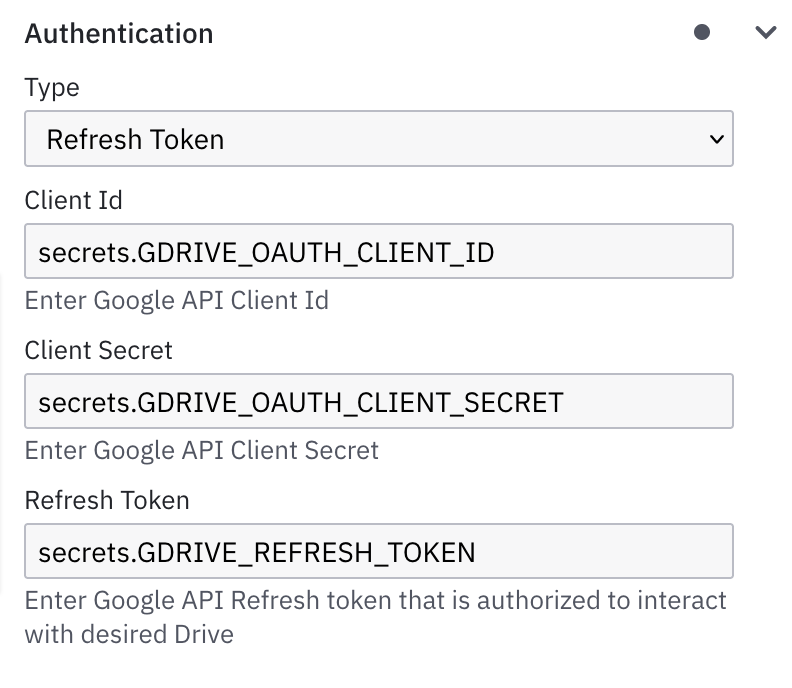 Authentication
Type
Refresh Token
Client Id
secrets.GDRIVE_OAUTH_CLIENT_ID
Enter Google API Client Id
Client Secret
secrets.GDRIVE_OAUTH_CLIENT_SECRET
Enter Google API Client Secret
Refresh Token
secrets.GDRIVE_REFRESH_TOKEN
Enter Google API Refresh token that is authorized to interact
with desired Drive